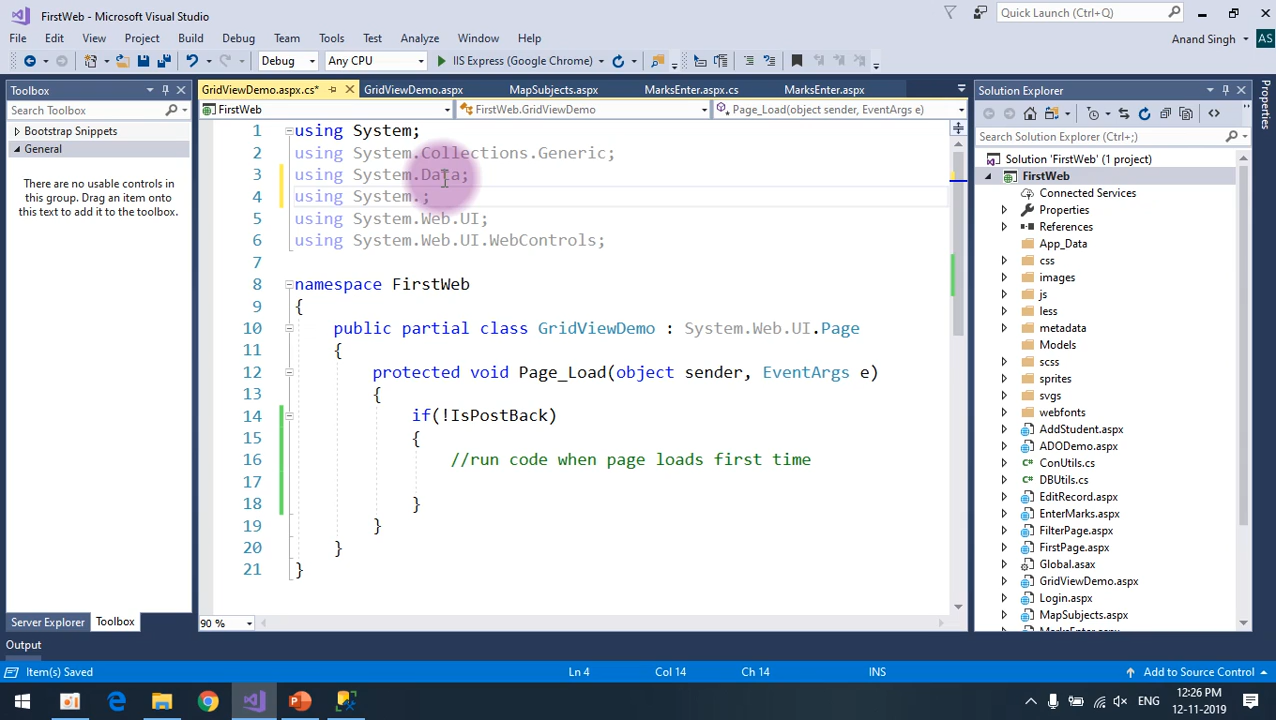 FirstWeb - Microsoft Visual Studio
Quick Launch (Ctrl+Q)
File Edit View Project Build Debug Team Tools Test Analyze Window Help
Anand Singh AS
Debug Any CPU IIS Express (Google Chrome)
Toolbox
Search Toolbox
Bootstrap Snippets
General
There are no usable controls in
this group. Drag an item onto
this text to add it to the toolbox.
Server Explorer Toolbox
GridViewDemo.aspx.cs* GridViewDemo.aspx MapSubjects.aspx MarksEnter.aspx.cs MarksEnter.aspx
FirstWeb FirstWeb.GridViewDemo Page_Load(object sender, EventArgs e)
1 using System;
2 using System.Collections.Generic;
3 using System.Data;
4 using System.;
5 using System.Web.UI;
6 using System.Web.UI.WebControls;
7
8 namespace FirstWeb
9 {
10 public partial class GridViewDemo : System.Web.UI.Page
11 {
12 protected void Page_Load(object sender, EventArgs e)
13 {
14 if(!IsPostBack)
15 {
16 //run code when page loads first time
17
18 }
19 }
20 }
21 }
90 %
Solution Explorer
Search Solution Explorer (Ctrl+;)
Solution 'FirstWeb' (1 project)
FirstWeb
Connected Services
Properties
References
App_Data
css
images
js
less
metadata
Models
scss
sprites
svgs
webfonts
AddStudent.aspx
ADODemo.aspx
ConUtils.cs
DBUtils.cs
EditRecord.aspx
EnterMarks.aspx
FilterPage.aspx
FirstPage.aspx
Global.asax
GridViewDemo.aspx
Login.aspx
MapSubjects.aspx
MarksEnter.aspx
Properties
Output
Item(s) Saved Ln 4 Col 14 Ch 14 INS Add to Source Control
ENG 12:26 PM
12-11-2019